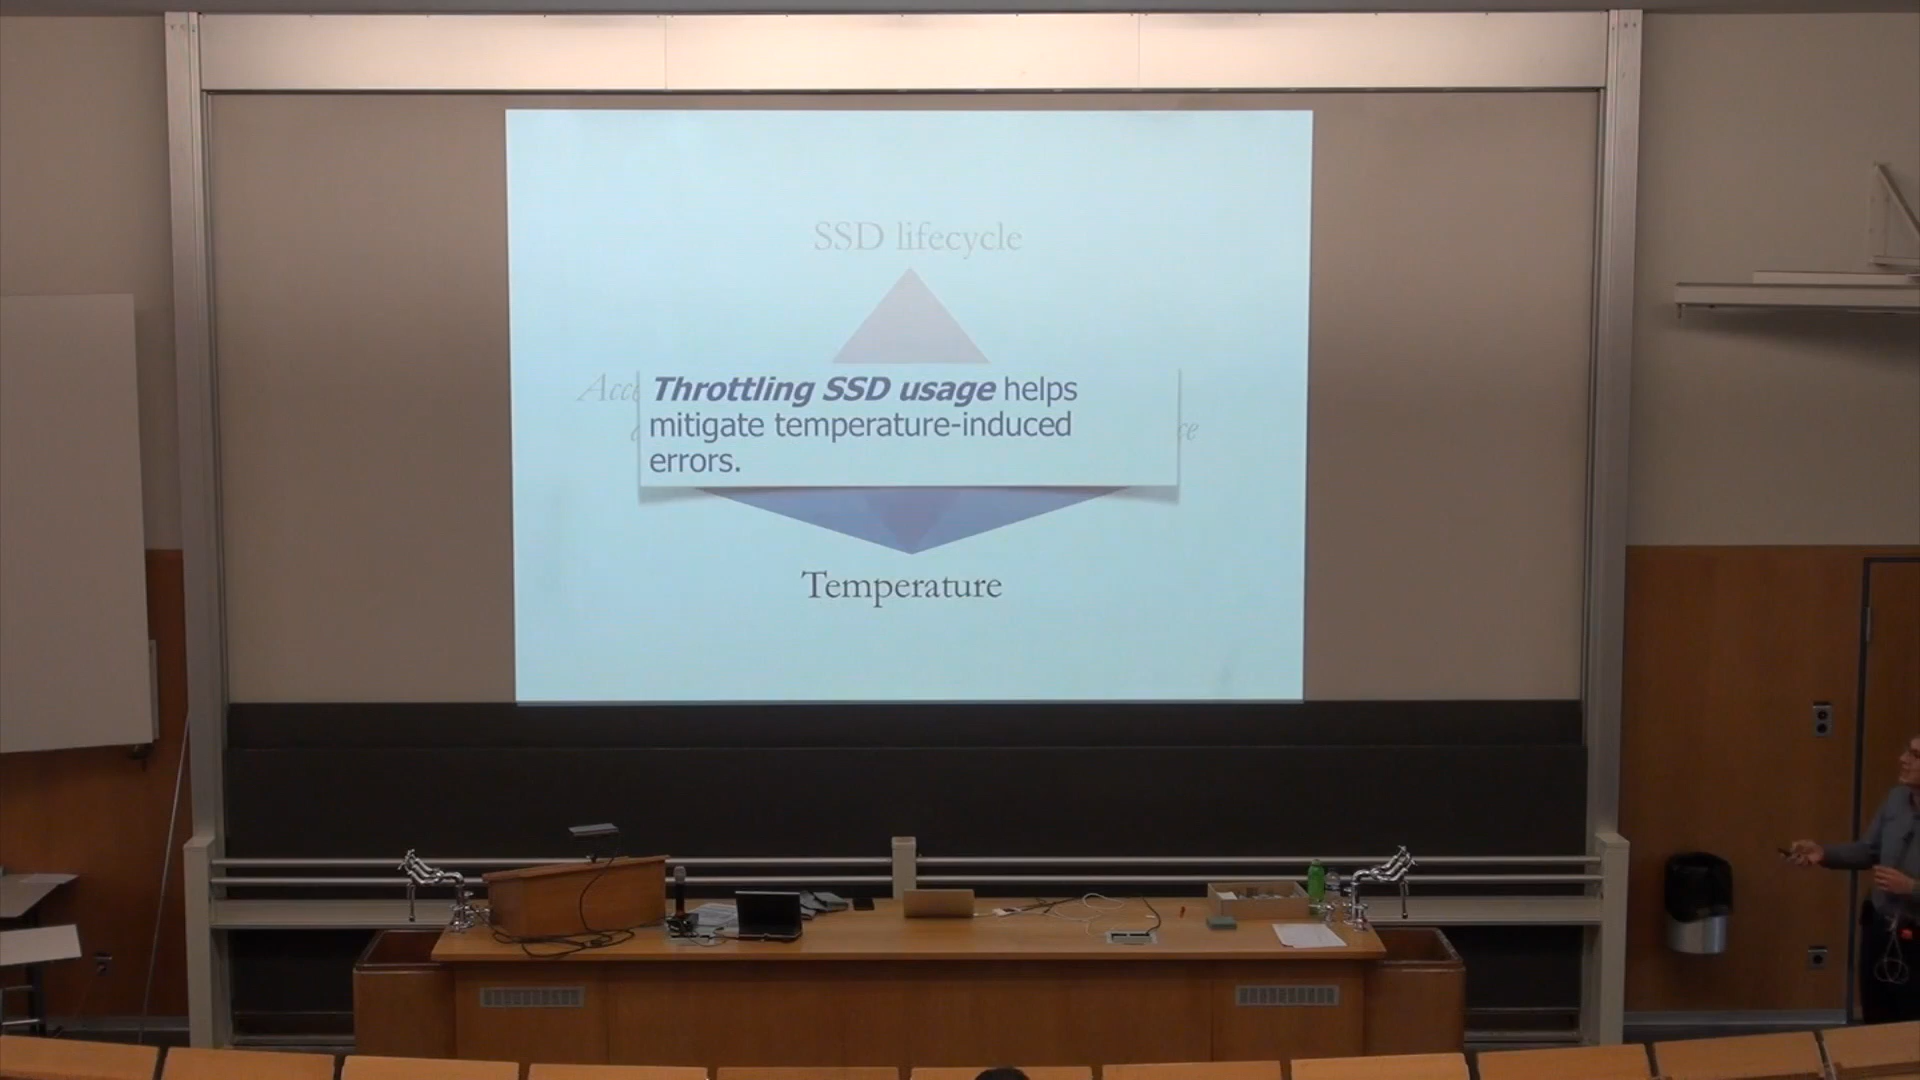 SSD lifecycle
Throttling SSD usage helps
mitigate temperature-induced
errors.
Temperature